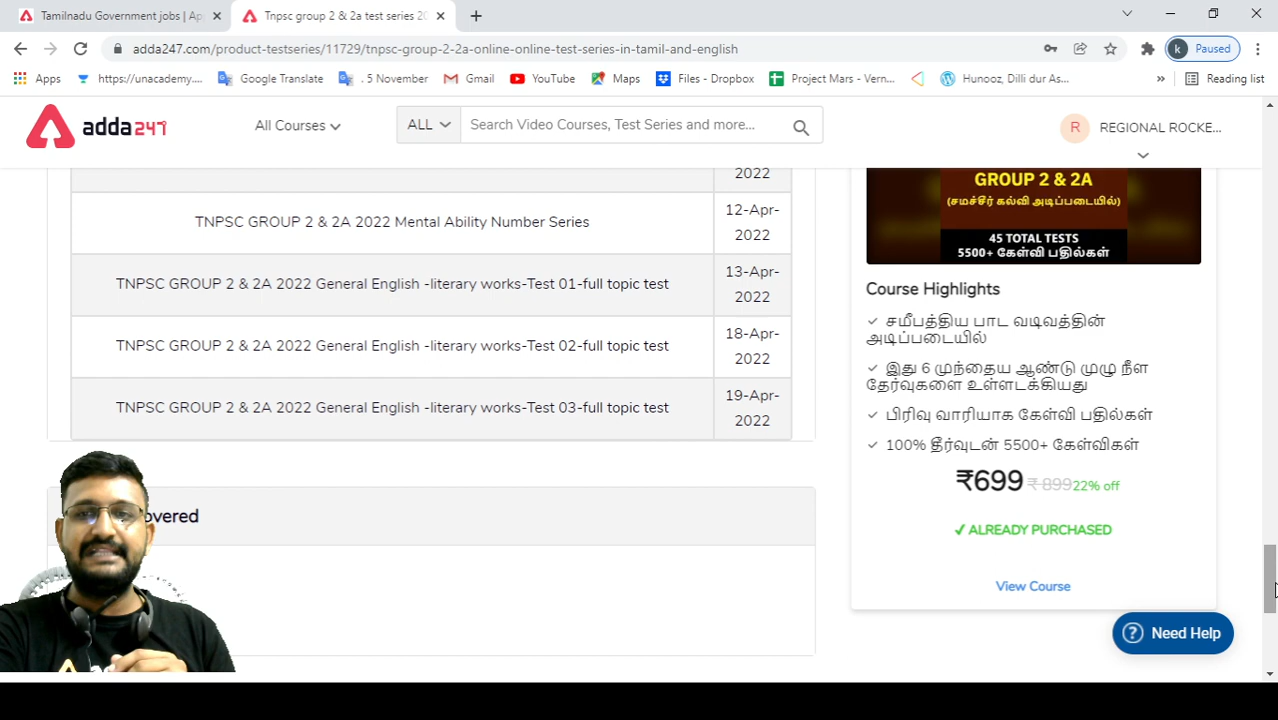 Tamilnadu Government jobs | Ap
Tnpsc group 2 & 2a test series 20
adda247.com/product-testseries/11729/tnpsc-group-2-2a-online-online-test-series-in-tamil-and-english
k Paused
Apps https://unacademy.... Google Translate . 5 November Gmail YouTube Maps Files - Dropbox Project Mars - Vern... Hunooz, Dilli dur As... » Reading list
adda247
All Courses
ALL
Search Video Courses, Test Series and more...
R REGIONAL ROCKE...
2022
TNPSC GROUP 2 & 2A 2022 Mental Ability Number Series
12-Apr-
2022
TNPSC GROUP 2 & 2A 2022 General English -literary works-Test 01-full topic test
13-Apr-
2022
TNPSC GROUP 2 & 2A 2022 General English -literary works-Test 02-full topic test
18-Apr-
2022
TNPSC GROUP 2 & 2A 2022 General English -literary works-Test 03-full topic test
19-Apr-
2022
overed
GROUP 2 & 2A
(சமச்சீர் கல்வி அடிப்படையில்)
45 TOTAL TESTS
5500+ கேள்வி பதில்கள்
Course Highlights
✓ சமீபத்திய பாட வடிவத்தின்
அடிப்படையில்
✓ இது 6 முந்தைய ஆண்டு முழு நீள
தேர்வுகளை உள்ளடக்கியது
✓ பிரிவு வாரியாக கேள்வி பதில்கள்
✓ 100% தீர்வுடன் 5500+ கேள்விகள்
₹699 ₹ 899 22% off
✓ ALREADY PURCHASED
View Course
? Need Help